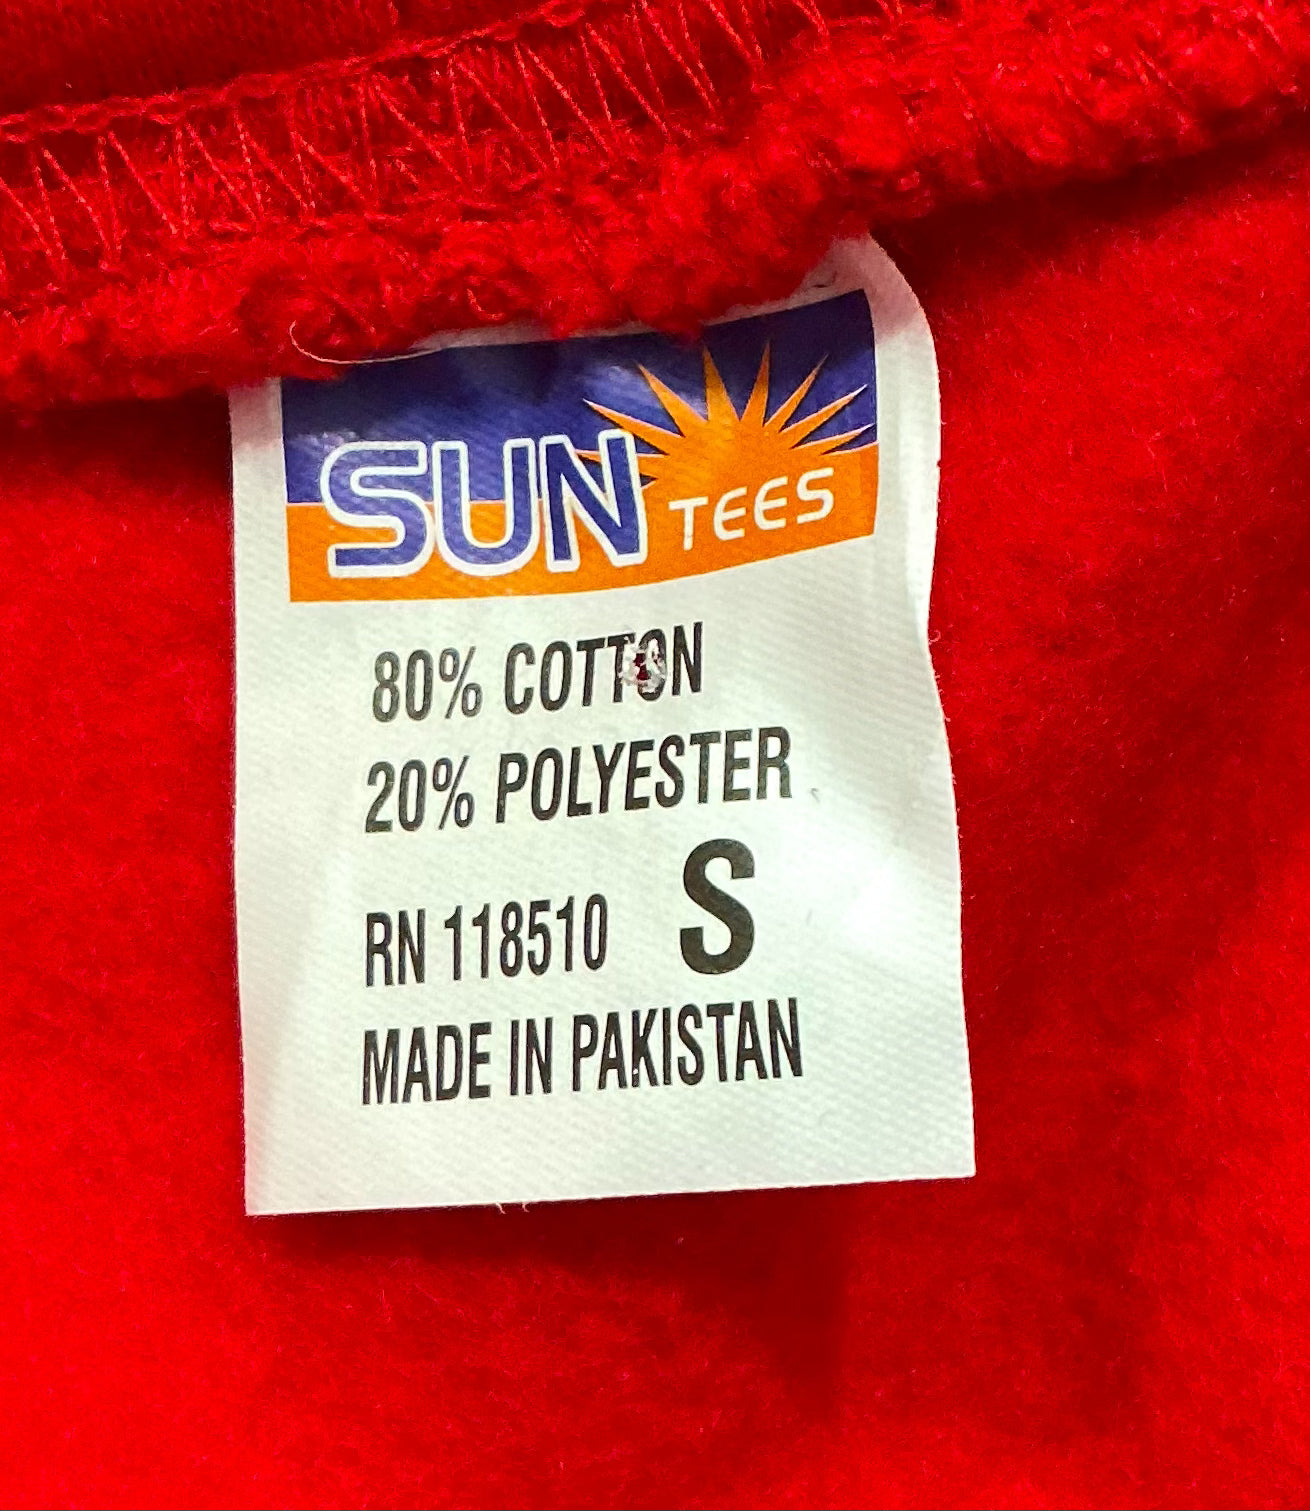 SUN TEES
80% COTTON
20% POLYESTER
RN 118510 S
MADE IN PAKISTAN